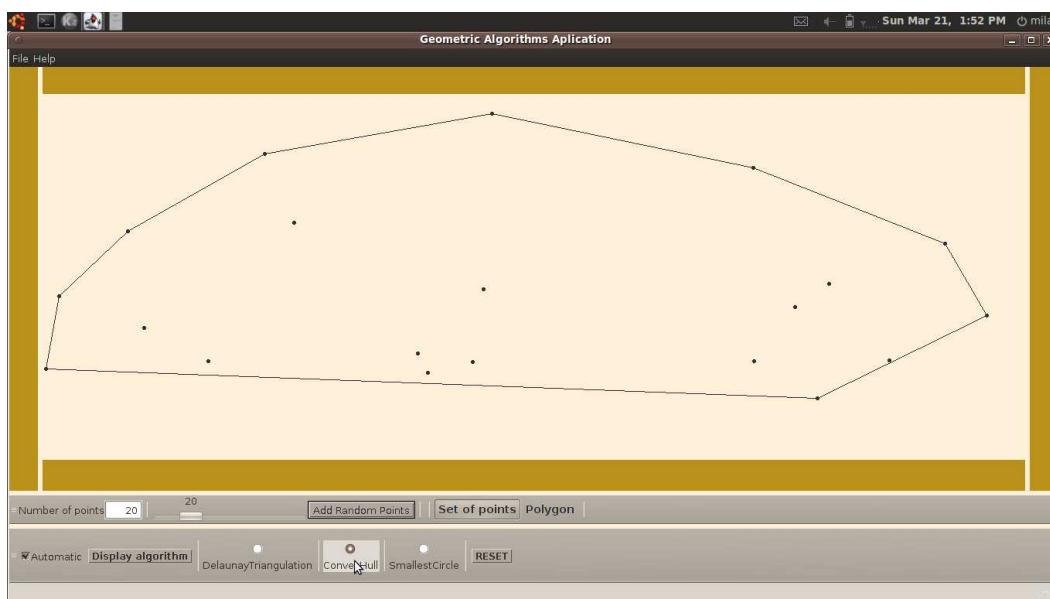 Sun Mar 21, 1:52 PM mila
Geometric Algorithms Aplication
File Help
Number of points 20 20 Add Random Points Set of points Polygon
Automatic Display algorithm DelaunayTriangulation ConvexHull SmallestCircle RESET